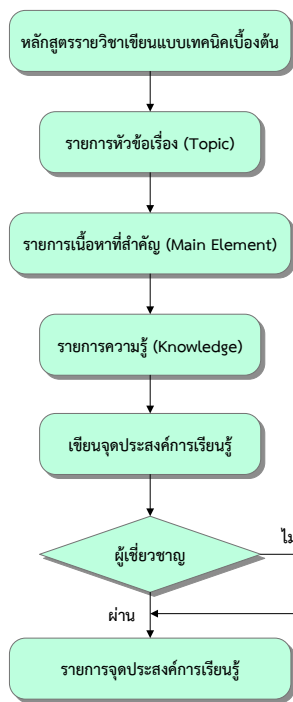 หลักสูตรรายวิชาเขียนแบบเทคนิคเบื้องต้น
รายการหัวข้อเรื่อง (Topic)
รายการเนื้อหาที่สำคัญ (Main Element)
รายการความรู้ (Knowledge)
เขียนจุดประสงค์การเรียนรู้
ผู้เชี่ยวชาญ
ผ่าน
รายการจุดประสงค์การเรียนรู้